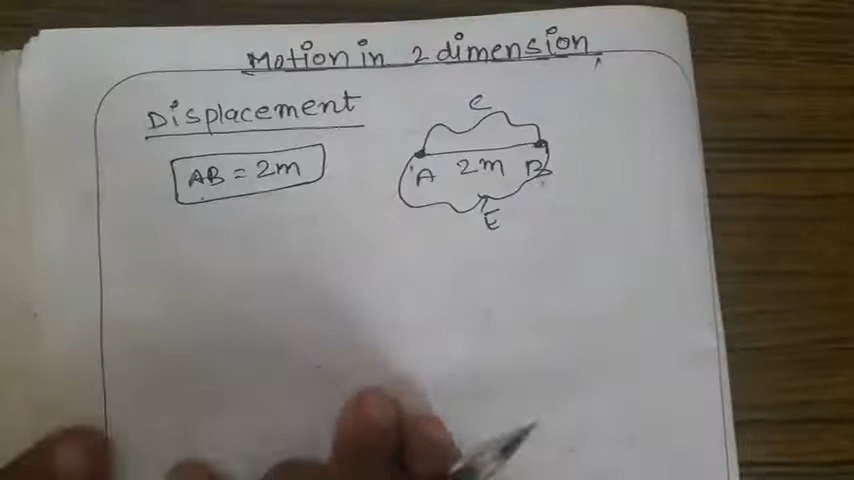 Motion in 2 dimension
Displacement
C
AB = 2m
A 2m B
E